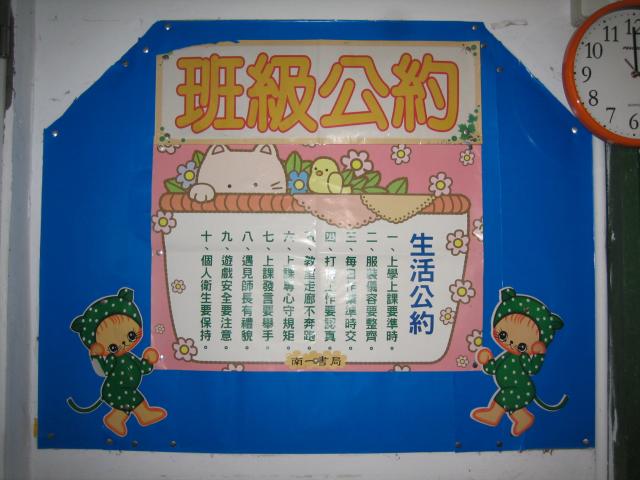 班級公約
生活公約
一、上學上課要準時。
二、服裝儀容要整齊。
三、每日作業準時交。
四、打掃工作要認真。
五、教室走廊不奔跑。
六、上課專心守規矩。
七、上課發言要舉手。
八、遇見師長有禮貌。
九、遊戲安全要注意。
十、個人衛生要保持。
南一書局
12
11
10
9
8
7
6